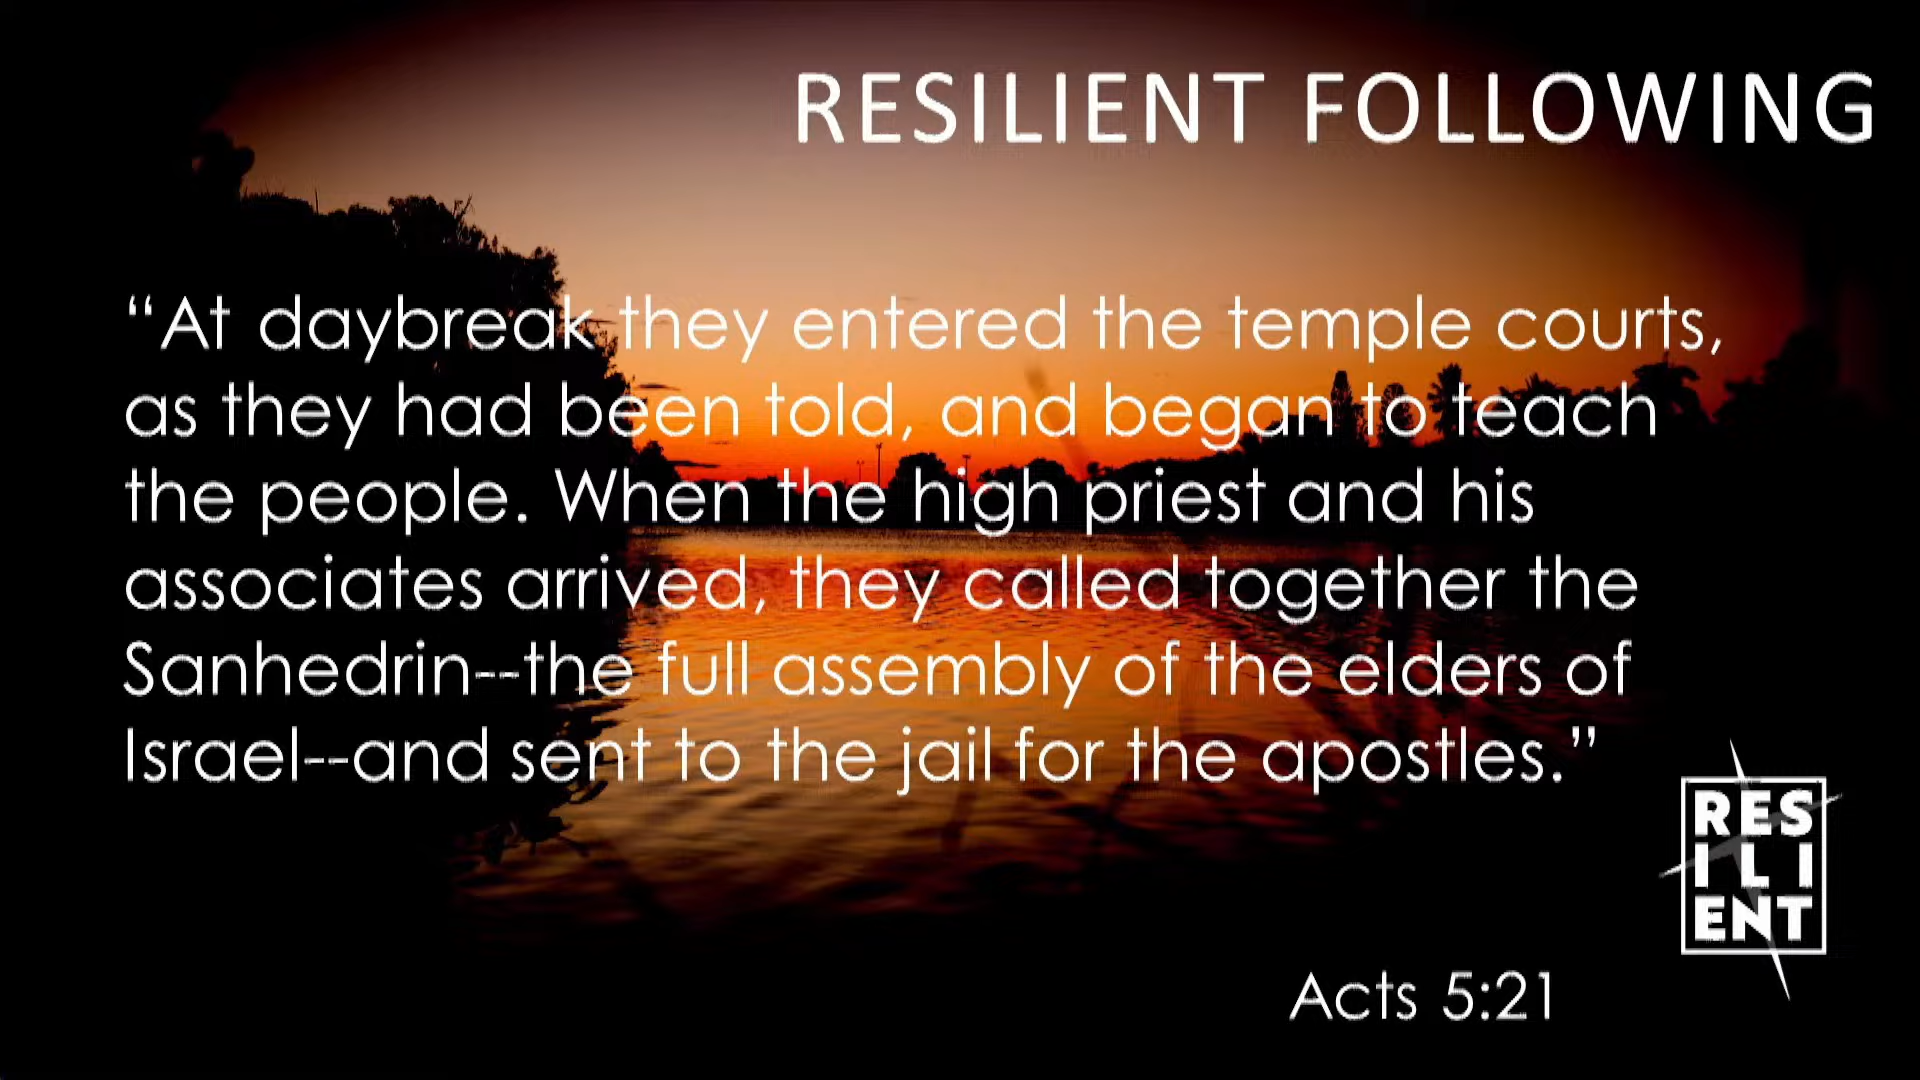 RESILIENT FOLLOWING
“At daybreak they entered the temple courts,
as they had been told, and began to teach
the people. When the high priest and his
associates arrived, they called together the
Sanhedrin--the full assembly of the elders of
Israel--and sent to the jail for the apostles.”
RES
ILI
ENT
Acts 5:21